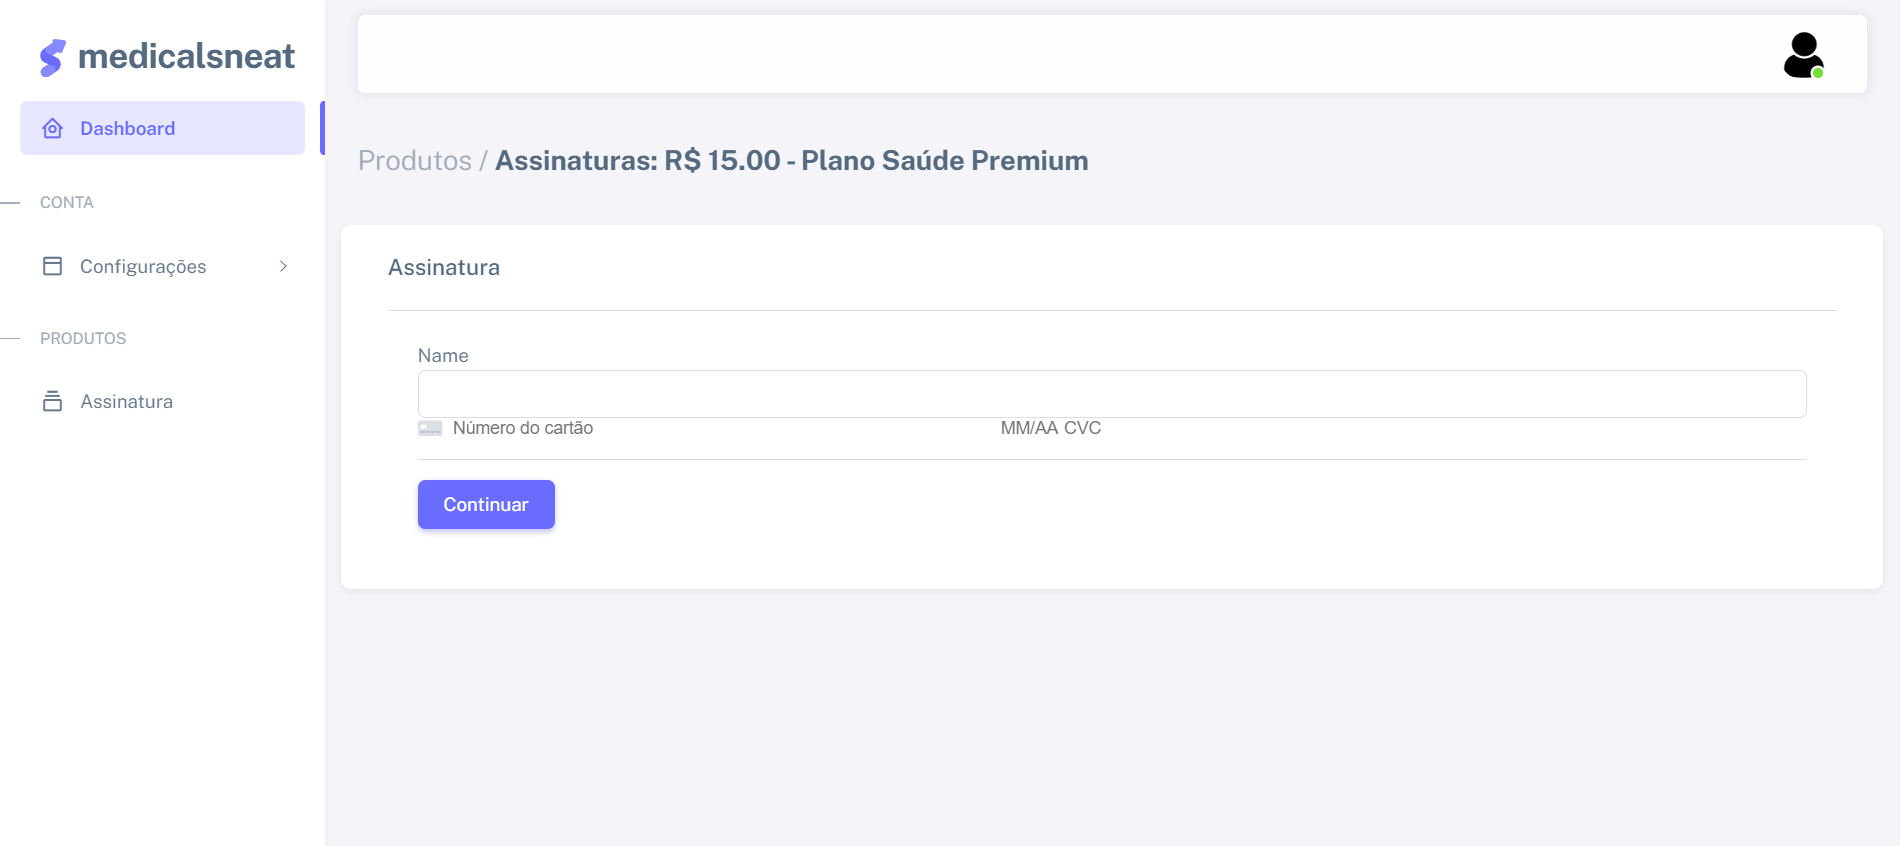 medicalsneat
Dashboard
CONTA
Configurações
PRODUTOS
Assinatura
Produtos / Assinaturas: R$ 15.00 - Plano Saúde Premium
Assinatura
Name
Número do cartão MM/AA CVC
Continuar